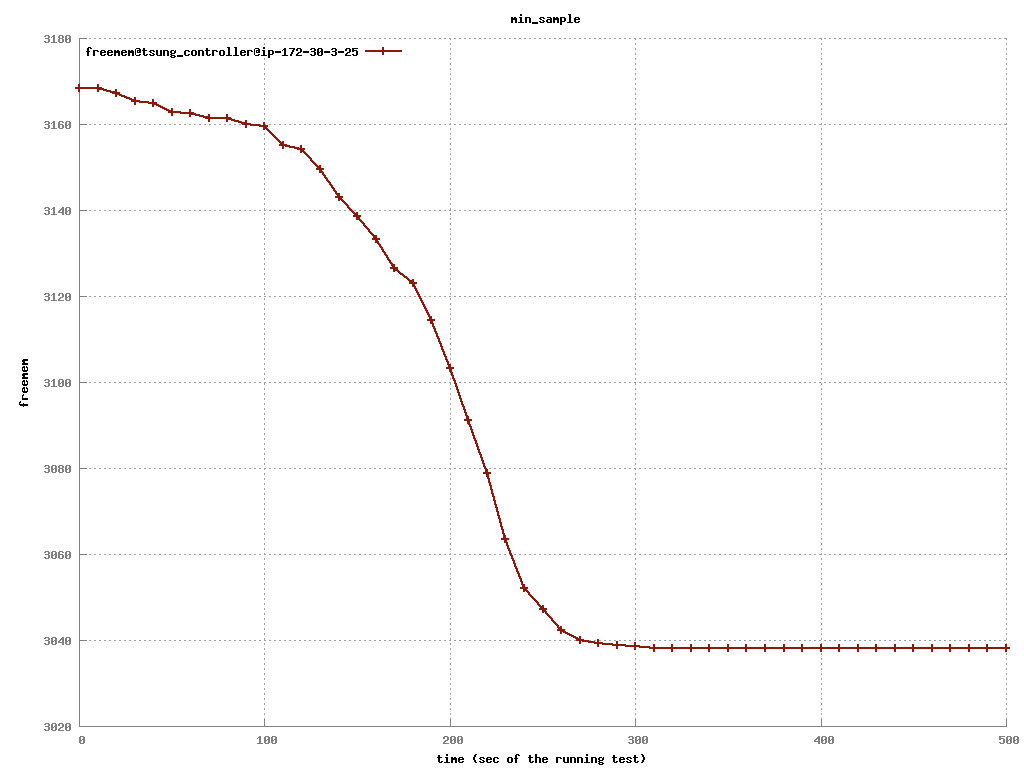 min_sample
freemem@tsung_controller@ip-172-30-3-25
3180
3160
3140
3120
3100
3080
3060
3040
3020
freemem
0 100 200 300 400 500
time (sec of the running test)